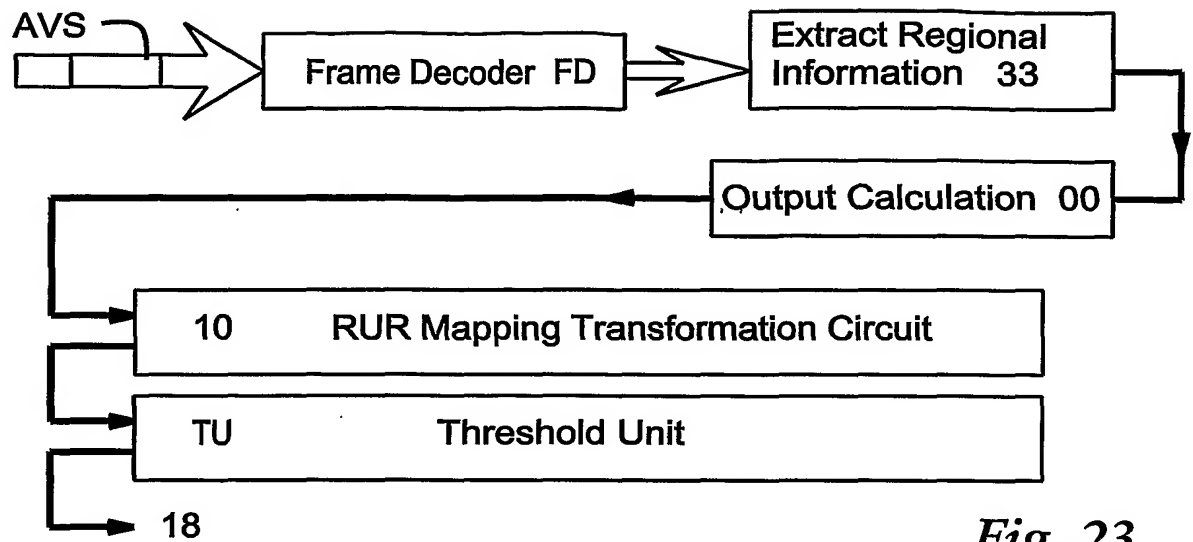 AVS
Frame Decoder FD
Extract Regional
Information 33
Output Calculation 00
10 RUR Mapping Transformation Circuit
TU Threshold Unit
18
Fig. 23